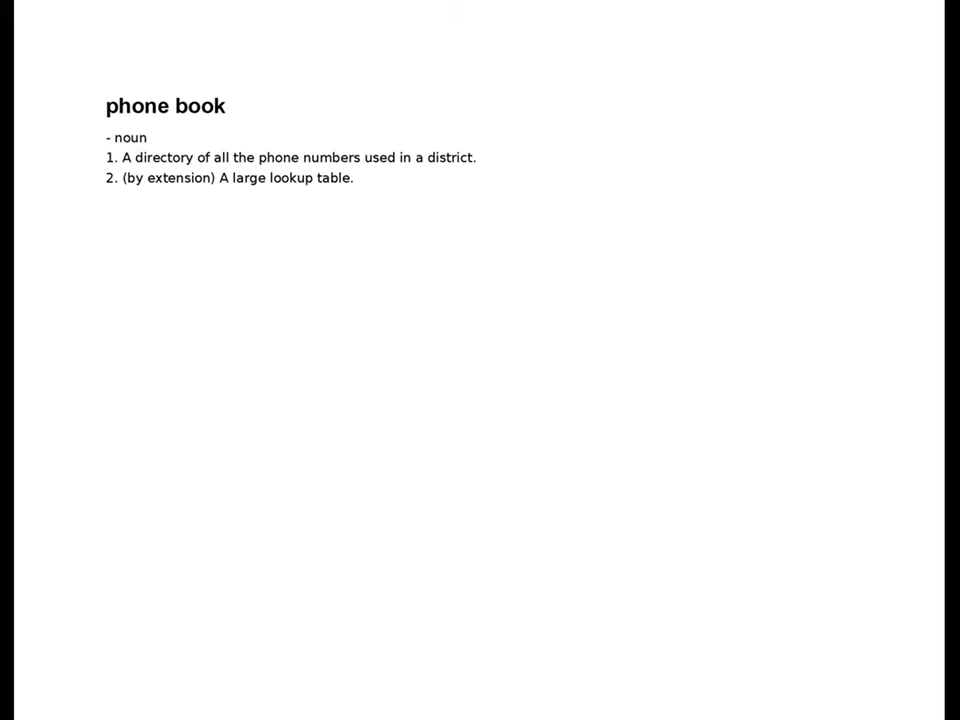 phone book
- noun
1. A directory of all the phone numbers used in a district.
2. (by extension) A large lookup table.